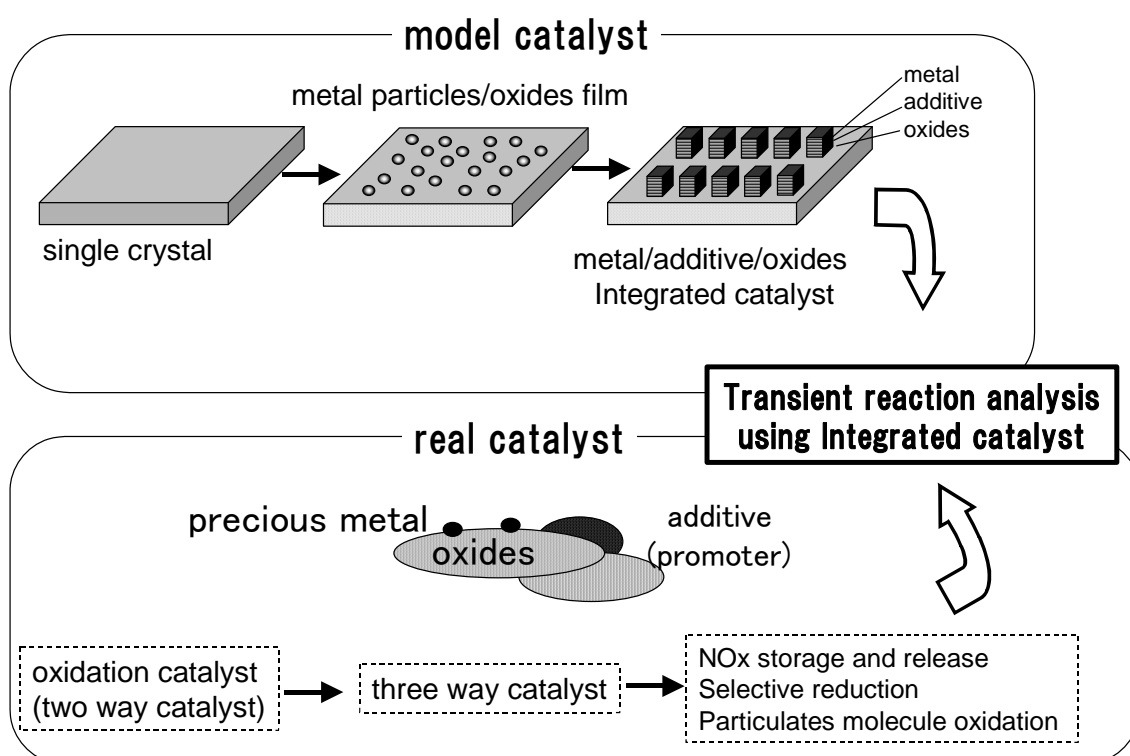 model catalyst
metal particles/oxides film
metal
additive
oxides
single crystal
metal/additive/oxides
Integrated catalyst
Transient reaction analysis
using Integrated catalyst
real catalyst
precious metal
oxides
additive
(promoter)
oxidation catalyst
(two way catalyst)
three way catalyst
NOx storage and release
Selective reduction
Particulates molecule oxidation